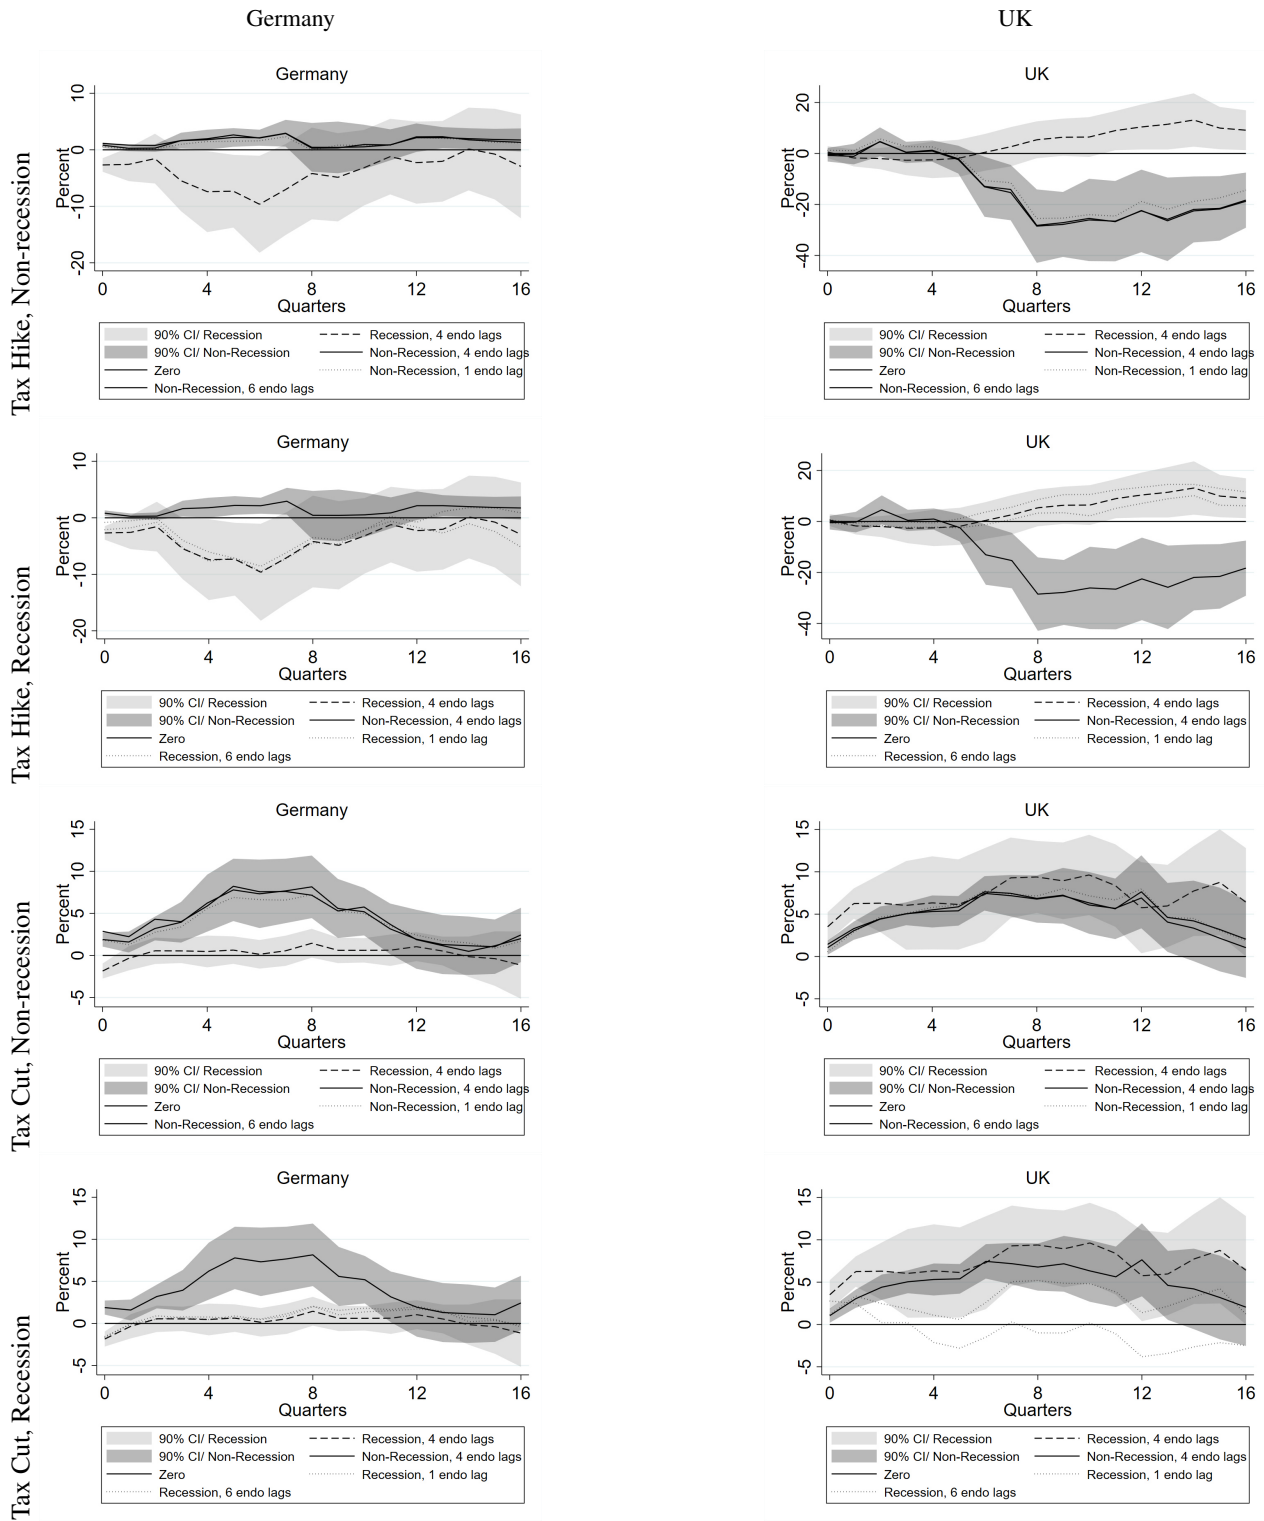 Germany
UK
Tax Hike, Non-recession
Germany
Percent
10
0
-10
-20
0 4 8 12 16
Quarters
90% CI/ Recession
Recession, 4 endo lags
90% CI/ Non-Recession
Non-Recession, 4 endo lags
Zero
Non-Recession, 1 endo lag
Non-Recession, 6 endo lags
UK
Percent
20
0
-20
-40
0 4 8 12 16
Quarters
90% CI/ Recession
Recession, 4 endo lags
90% CI/ Non-Recession
Non-Recession, 4 endo lags
Zero
Non-Recession, 1 endo lag
Non-Recession, 6 endo lags
Tax Hike, Recession
Germany
Percent
10
0
-10
-20
0 4 8 12 16
Quarters
90% CI/ Recession
Recession, 4 endo lags
90% CI/ Non-Recession
Non-Recession, 4 endo lags
Zero
Recession, 1 endo lag
Recession, 6 endo lags
UK
Percent
20
0
-20
-40
0 4 8 12 16
Quarters
90% CI/ Recession
Recession, 4 endo lags
90% CI/ Non-Recession
Non-Recession, 4 endo lags
Zero
Recession, 1 endo lag
Recession, 6 endo lags
Tax Cut, Non-recession
Germany
Percent
15
10
5
0
-5
0 4 8 12 16
Quarters
90% CI/ Recession
Recession, 4 endo lags
90% CI/ Non-Recession
Non-Recession, 4 endo lags
Zero
Non-Recession, 1 endo lag
Non-Recession, 6 endo lags
UK
Percent
15
10
5
0
-5
0 4 8 12 16
Quarters
90% CI/ Recession
Recession, 4 endo lags
90% CI/ Non-Recession
Non-Recession, 4 endo lags
Zero
Non-Recession, 1 endo lag
Non-Recession, 6 endo lags
Tax Cut, Recession
Germany
Percent
15
10
5
0
-5
0 4 8 12 16
Quarters
90% CI/ Recession
Recession, 4 endo lags
90% CI/ Non-Recession
Non-Recession, 4 endo lags
Zero
Recession, 1 endo lag
Recession, 6 endo lags
UK
Percent
15
10
5
0
-5
0 4 8 12 16
Quarters
90% CI/ Recession
Recession, 4 endo lags
90% CI/ Non-Recession
Non-Recession, 4 endo lags
Zero
Recession, 1 endo lag
Recession, 6 endo lags